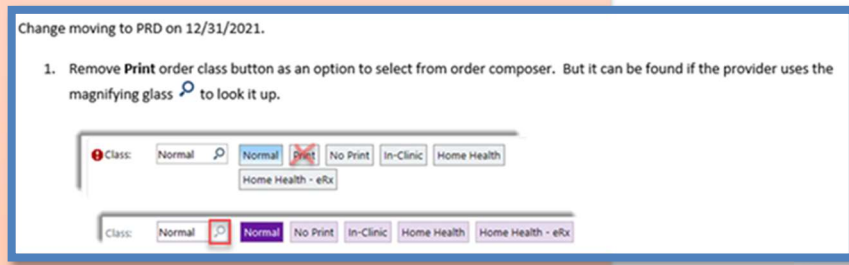 Change moving to PRD on 12/31/2021.
1. Remove Print order class button as an option to select from order composer. But it can be found if the provider uses the
magnifying glass to look it up.
Class: Normal Normal Print No Print In-Clinic Home Health
Home Health - eRx
Class: Normal Normal No Print In-Clinic Home Health Home Health - eRx